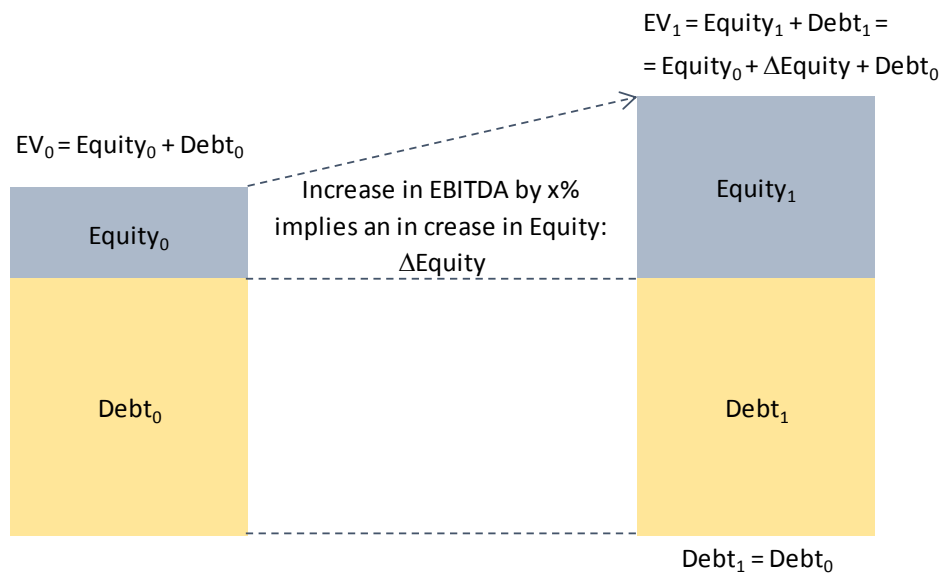 EV₁ = Equity₁ + Debt₁ =
= Equity₀ + ΔEquity + Debt₀
EV₀ = Equity₀ + Debt₀
Increase in EBITDA by x%
implies an in crease in Equity:
ΔEquity
Equity₁
Equity₀
Debt₀
Debt₁
Debt₁ = Debt₀